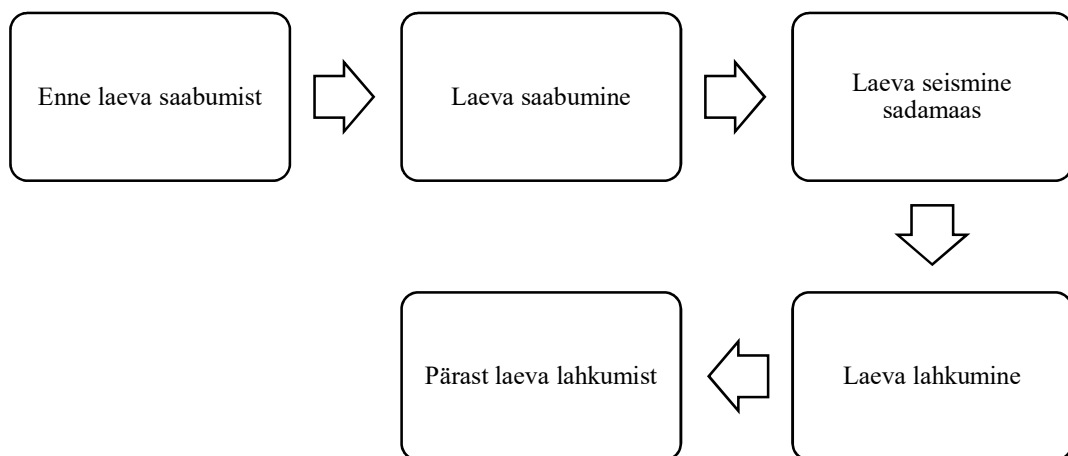 Enne laeva saabumist
Laeva saabumine
Laeva seismine
sadamaas
Laeva lahkumine
Pärast laeva lahkumist